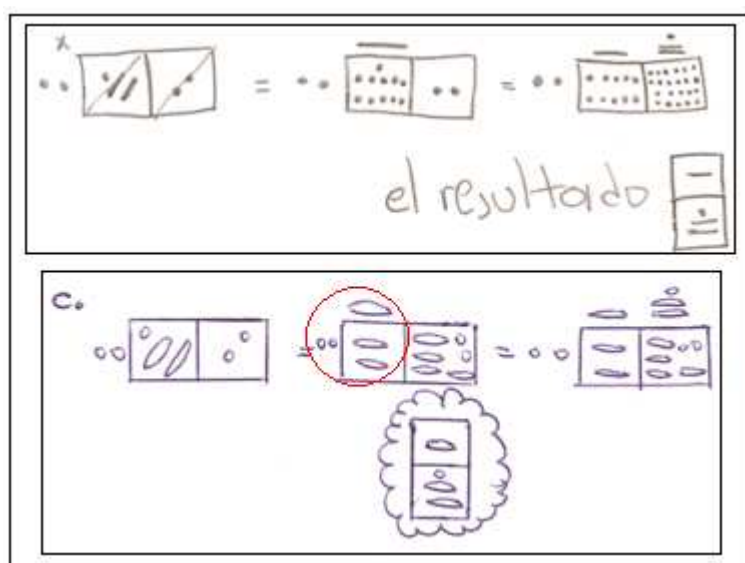 x
= =
el resultado
c.
= =